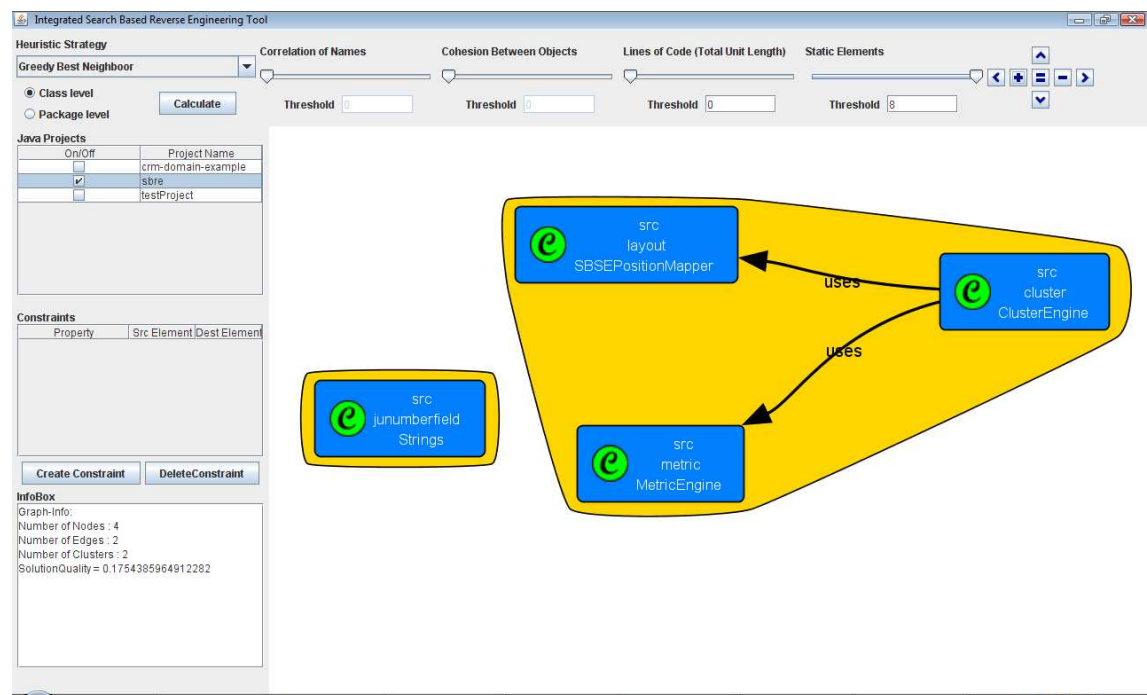 Integrated Search Based Reverse Engineering Tool
Heuristic Strategy
Greedy Best Neighboor
Class level
Package level
Calculate
Correlation of Names
Threshold 0
Cohesion Between Objects
Threshold 0
Lines of Code (Total Unit Length)
Threshold 0
Static Elements
Threshold 8
Java Projects
On/Off Project Name
crm-domain-example
sbre
testProject
Constraints
Property Src Element Dest Element
Create Constraint DeleteConstraint
InfoBox
Graph-Info:
Number of Nodes : 4
Number of Edges : 2
Number of Clusters : 2
SolutionQuality = 0.1754385964912282
src
layout
SBSEPositionMapper
uses
src
cluster
ClusterEngine
uses
src
junumberfield
Strings
src
metric
MetricEngine